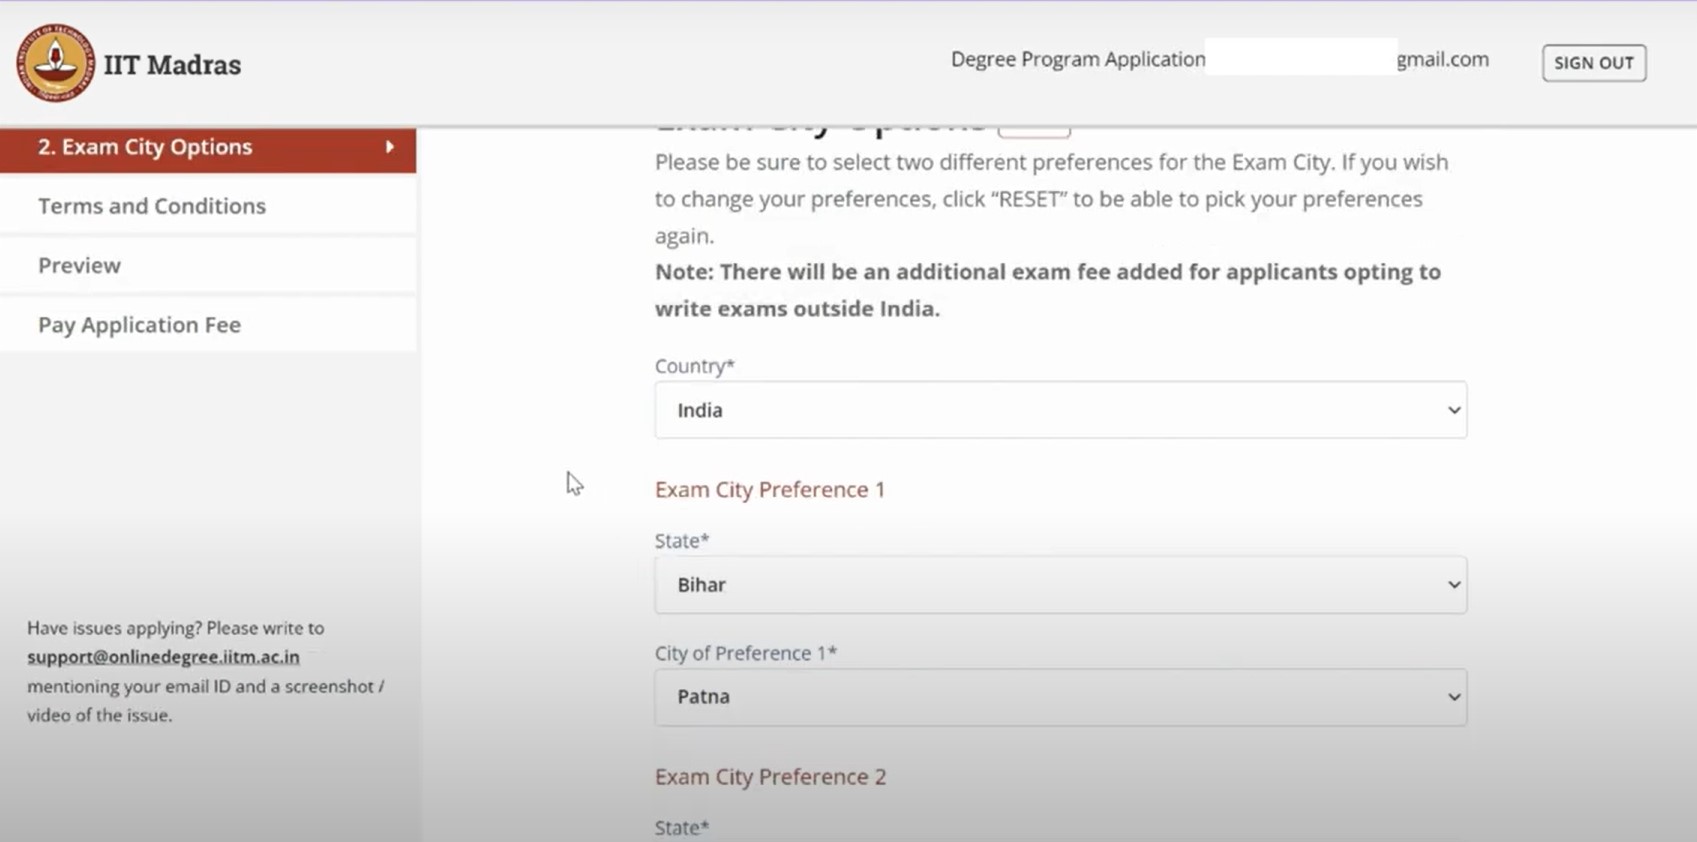 IIT Madras
Degree Program Application
gmail.com
SIGN OUT
2. Exam City Options
Terms and Conditions
Preview
Pay Application Fee
Have issues applying? Please write to
support@onlinedegree.iitm.ac.in
mentioning your email ID and a screenshot /
video of the issue.
Exam City Options
Please be sure to select two different preferences for the Exam City. If you wish
to change your preferences, click “RESET” to be able to pick your preferences
again.
Note: There will be an additional exam fee added for applicants opting to
write exams outside India.
Country*
India
Exam City Preference 1
State*
Bihar
City of Preference 1*
Patna
Exam City Preference 2
State*